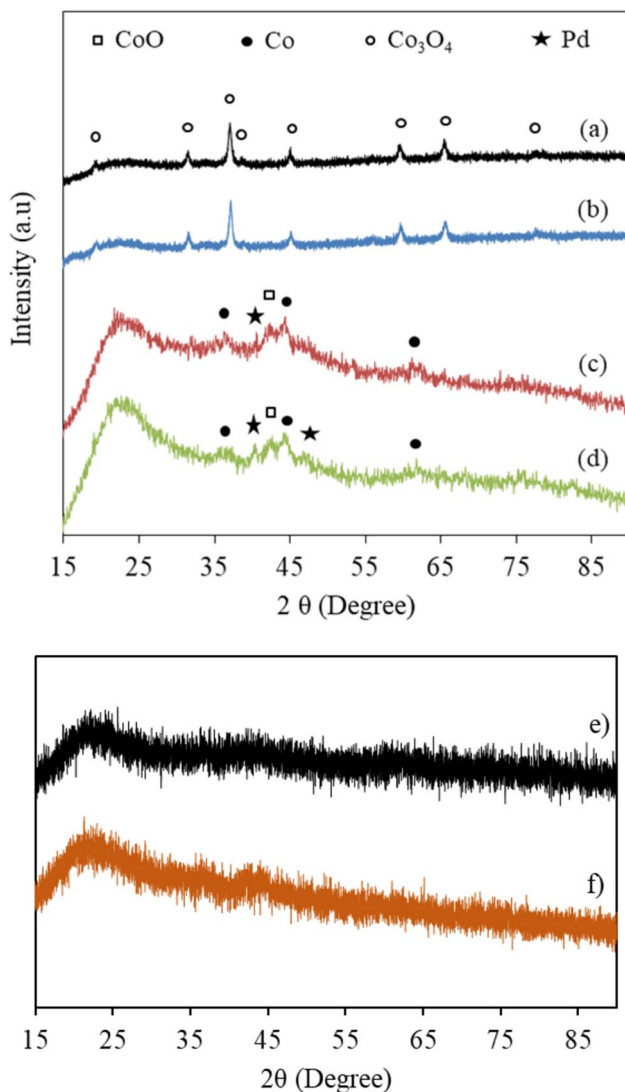 CoO Co Co₃O₄ Pd
(a)
(b)
(c)
(d)
Intensity (a.u)
15 25 35 45 55 65 75 85
2 θ (Degree)
e)
f)
15 25 35 45 55 65 75 85
2θ (Degree)